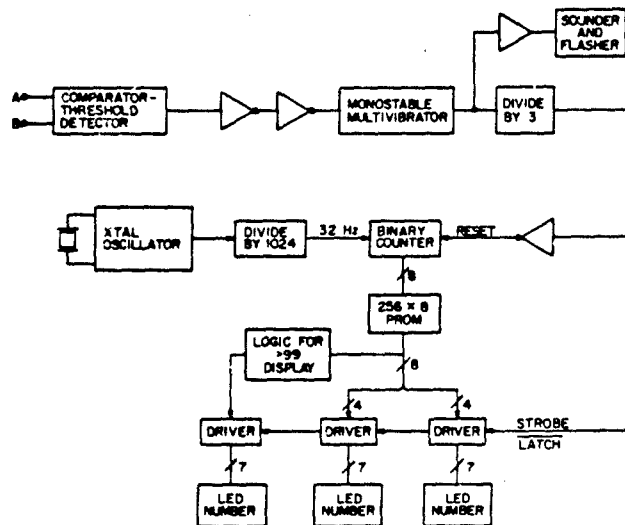 SOUNDER
AND
FLASHER
A
B
COMPARATOR-
THRESHOLD
DETECTOR
MONOSTABLE
MULTIVIBRATOR
DIVIDE
BY 3
XTAL
OSCILLATOR
DIVIDE
BY 1024
32 Hz
BINARY
COUNTER
RESET
8
256 × 8
PROM
LOGIC FOR
>99
DISPLAY
8
4
4
DRIVER
DRIVER
DRIVER
STROBE
LATCH
7
7
7
LED
NUMBER
LED
NUMBER
LED
NUMBER